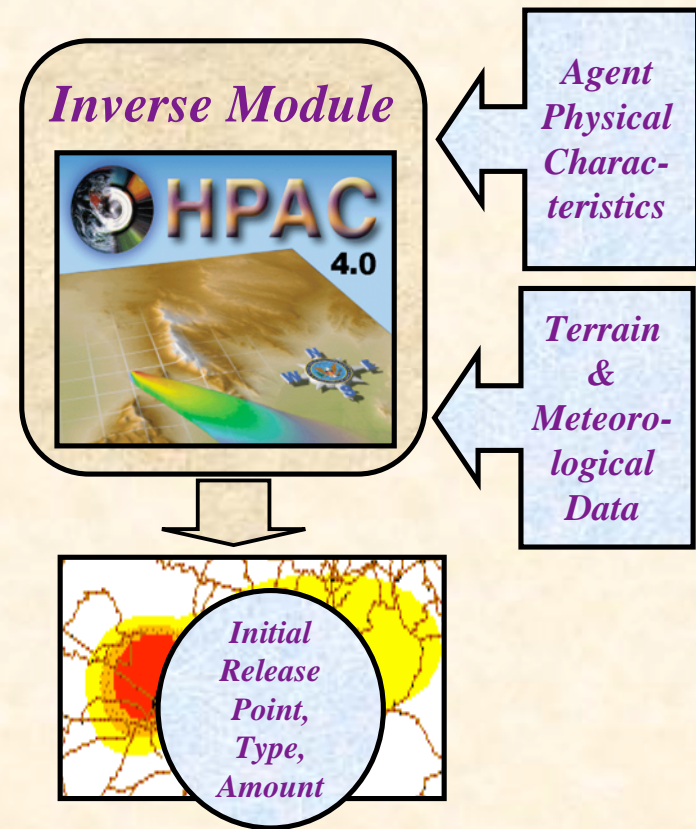 Inverse Module
HPAC
4.0
Agent
Physical
Charac-
teristics
Terrain
&
Meteoro-
logical
Data
Initial
Release
Point,
Type,
Amount